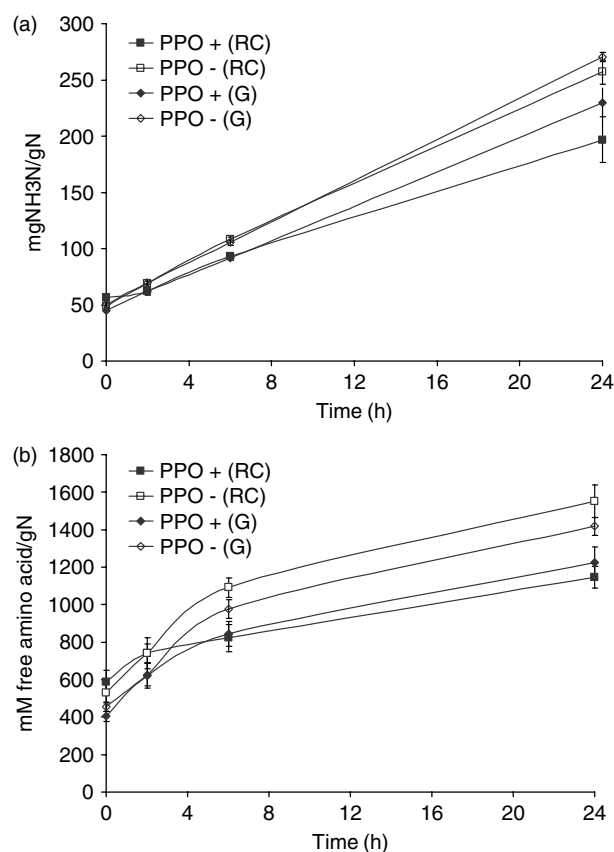 (a)
300
250
200
150
100
50
0
mgNH3N/gN
PPO + (RC)
PPO - (RC)
PPO + (G)
PPO - (G)
0 4 8 12 16 20 24
Time (h)
(b)
1800
1600
1400
1200
1000
800
600
400
200
0
mM free amino acid/gN
PPO + (RC)
PPO - (RC)
PPO + (G)
PPO - (G)
0 4 8 12 16 20 24
Time (h)